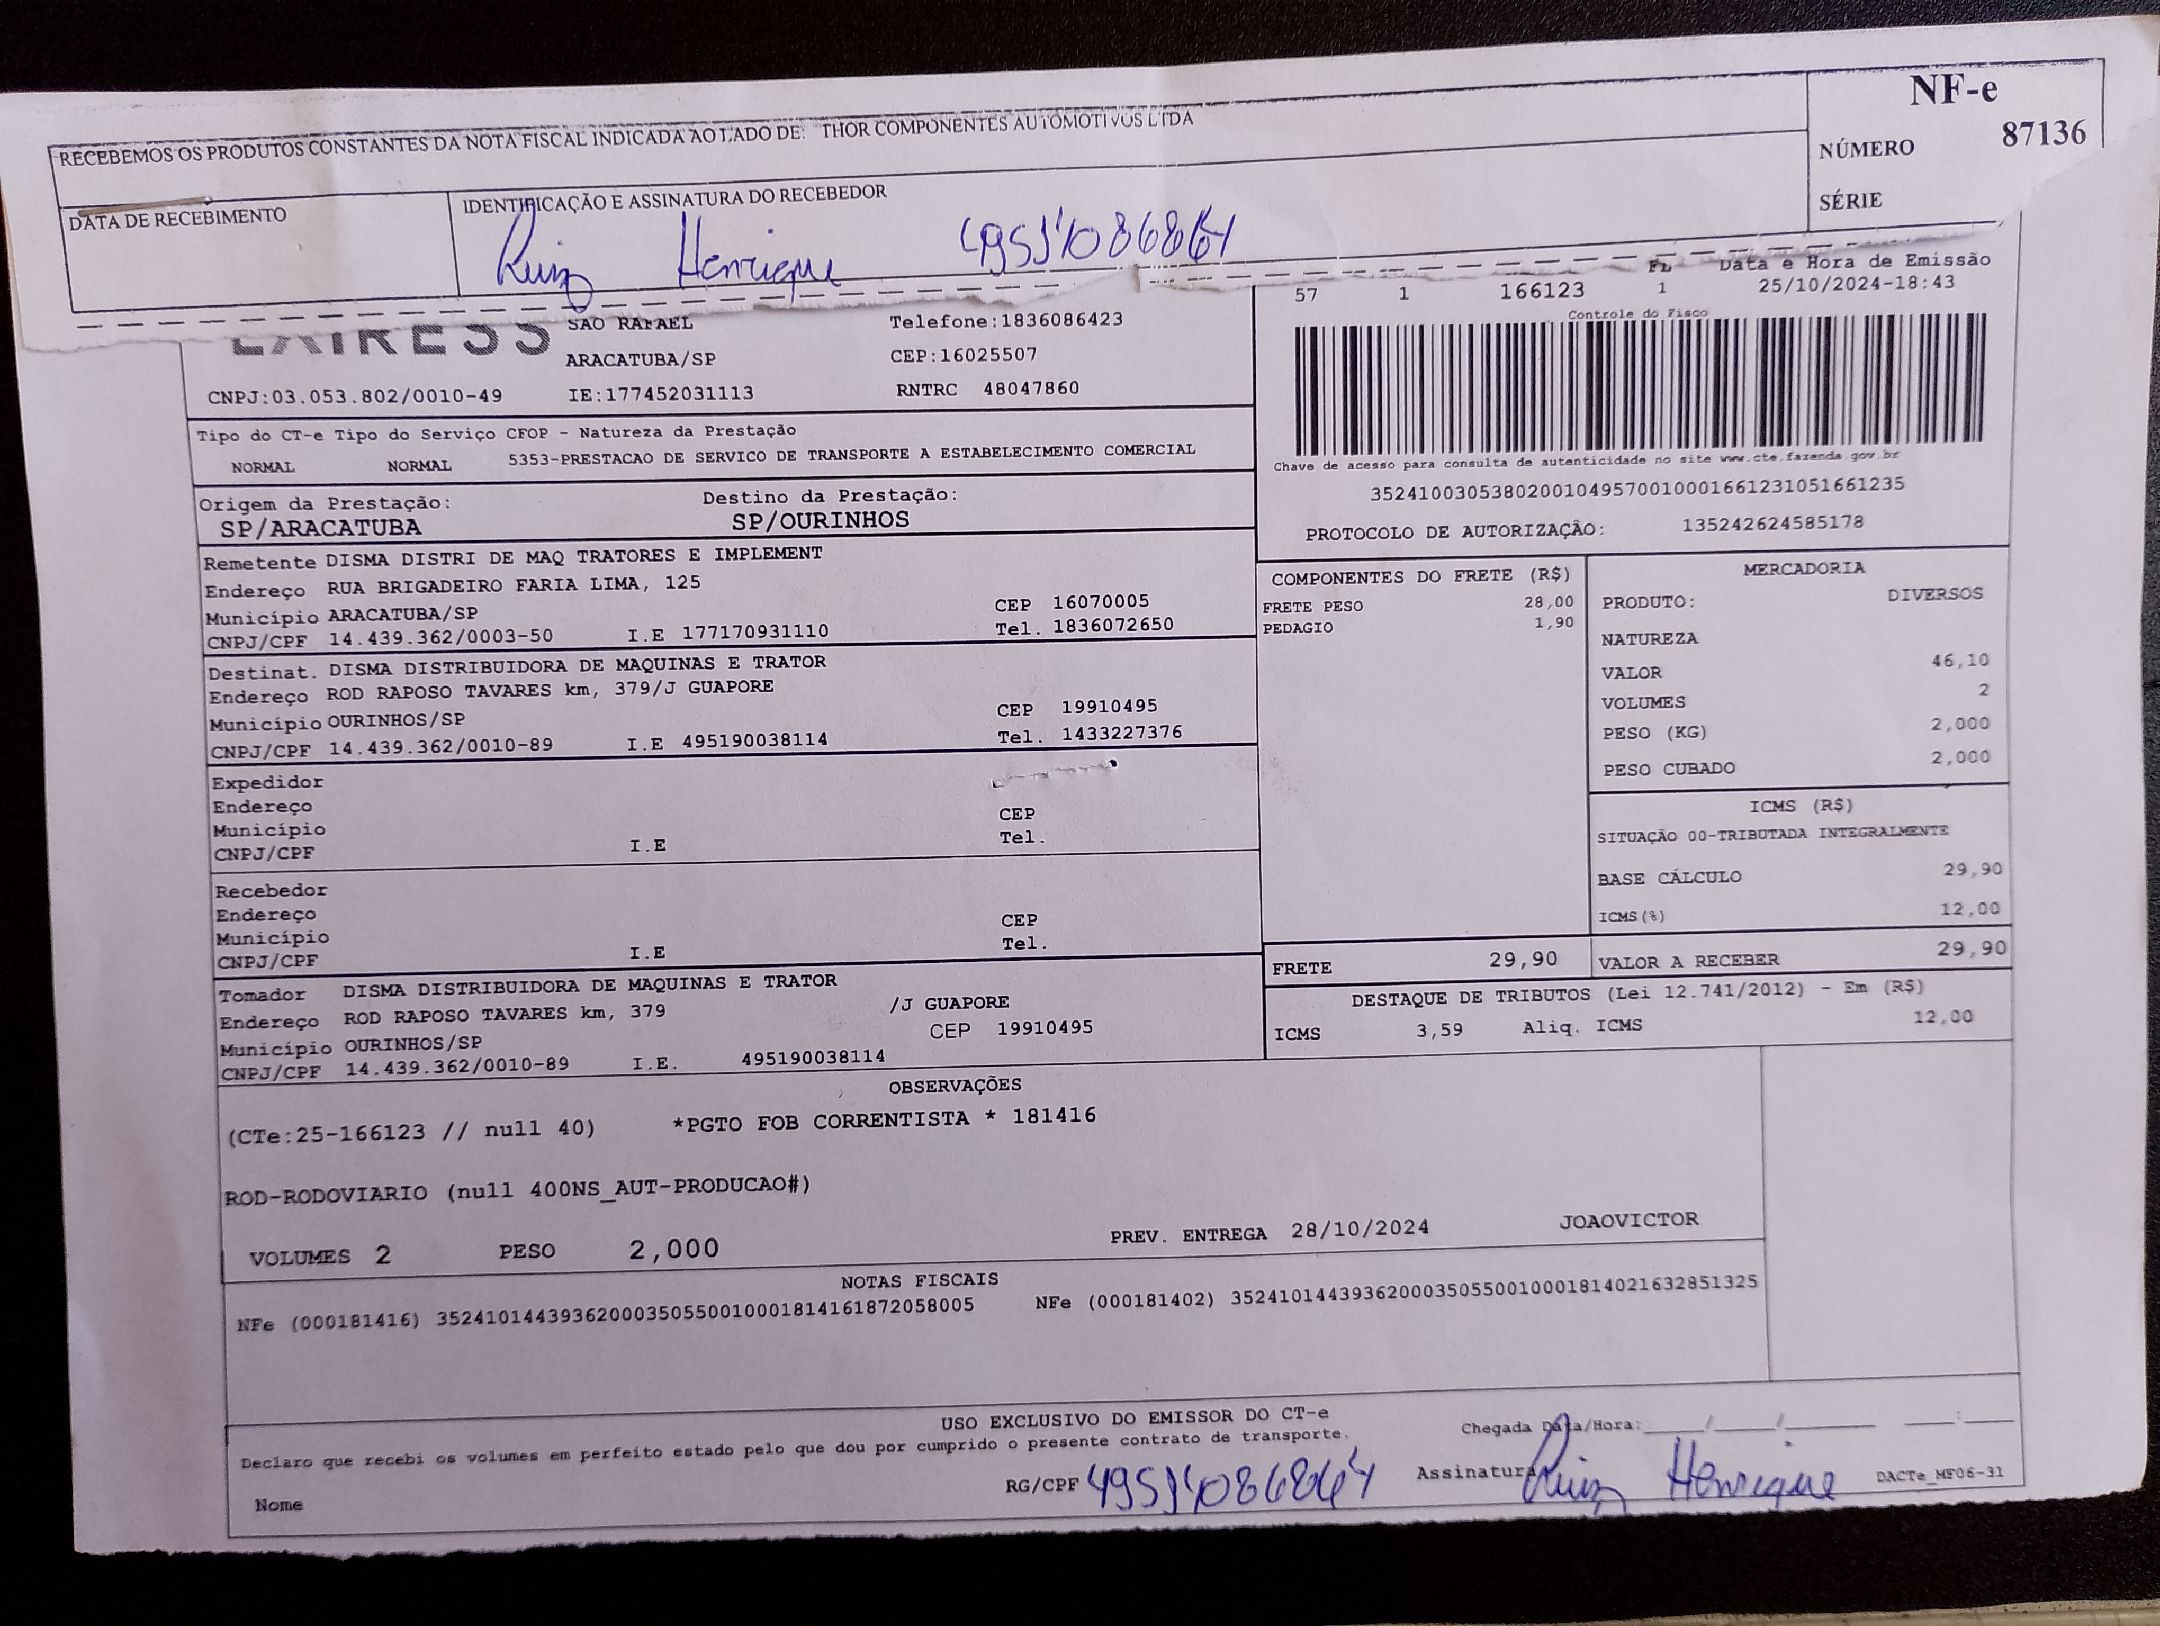 RECEBEMOS OS PRODUTOS CONSTANTES DA NOTA FISCAL INDICADA AO LADO DE: THOR COMPONENTES AUTOMOTIVOS LTDA
NF-e
NÚMERO 87136
SÉRIE
DATA DE RECEBIMENTO
IDENTIFICAÇÃO E ASSINATURA DO RECEBEDOR
Henrique
FL Data e Hora de Emissão
57 1 166123 1 25/10/2024-18:43
SAO RAFAEL Telefone:1836086423
ARACATUBA/SP CEP:16025507
CNPJ:03.053.802/0010-49 IE:177452031113 RNTRC 48047860
Controle do Fisco
Chave de acesso para consulta de autenticidade no site www.cte.fazenda.gov.br
35241003053802001049570010001661231051661235
PROTOCOLO DE AUTORIZAÇÃO: 135242624585178
Tipo do CT-e Tipo do Serviço CFOP - Natureza da Prestação
NORMAL NORMAL 5353-PRESTACAO DE SERVICO DE TRANSPORTE A ESTABELECIMENTO COMERCIAL
Origem da Prestação: Destino da Prestação:
SP/ARACATUBA SP/OURINHOS
Remetente DISMA DISTRI DE MAQ TRATORES E IMPLEMENT
Endereço RUA BRIGADEIRO FARIA LIMA, 125
Município ARACATUBA/SP CEP 16070005
CNPJ/CPF 14.439.362/0003-50 I.E 177170931110 Tel. 1836072650
Destinat. DISMA DISTRIBUIDORA DE MAQUINAS E TRATOR
Endereço ROD RAPOSO TAVARES km, 379/J GUAPORE
Município OURINHOS/SP CEP 19910495
CNPJ/CPF 14.439.362/0010-89 I.E 495190038114 Tel. 1433227376
Expedidor
Endereço
Município CEP
CNPJ/CPF I.E Tel.
Recebedor
Endereço
Município CEP
CNPJ/CPF I.E Tel.
Tomador DISMA DISTRIBUIDORA DE MAQUINAS E TRATOR
Endereço ROD RAPOSO TAVARES km, 379 /J GUAPORE
Município OURINHOS/SP CEP 19910495
CNPJ/CPF 14.439.362/0010-89 I.E. 495190038114
COMPONENTES DO FRETE (R$)
FRETE PESO 28,00
PEDAGIO 1,90
MERCADORIA
PRODUTO: DIVERSOS
NATUREZA
VALOR 46,10
VOLUMES 2
PESO (KG) 2,000
PESO CUBADO 2,000
ICMS (R$)
SITUAÇÃO 00-TRIBUTADA INTEGRALMENTE
BASE CÁLCULO 29,90
ICMS(%) 12,00
FRETE 29,90 VALOR A RECEBER 29,90
DESTAQUE DE TRIBUTOS (Lei 12.741/2012) - Em (R$)
ICMS 3,59 Aliq. ICMS 12,00
OBSERVAÇÕES
(CTe:25-166123 // null 40) *PGTO FOB CORRENTISTA * 181416
ROD-RODOVIARIO (null 400NS_AUT-PRODUCAO#)
VOLUMES 2 PESO 2,000 PREV. ENTREGA 28/10/2024 JOAOVICTOR
NOTAS FISCAIS
NFe (000181416) 35241014439362000350550010001814161872058005 NFe (000181402) 35241014439362000350550010001814021632851325
USO EXCLUSIVO DO EMISSOR DO CT-e
Declaro que recebi os volumes em perfeito estado pelo que dou por cumprido o presente contrato de transporte. Chegada Data/Hora: ____/____/______ ___:___
Nome RG/CPF Assinatura Henrique DACTe_MF06-31